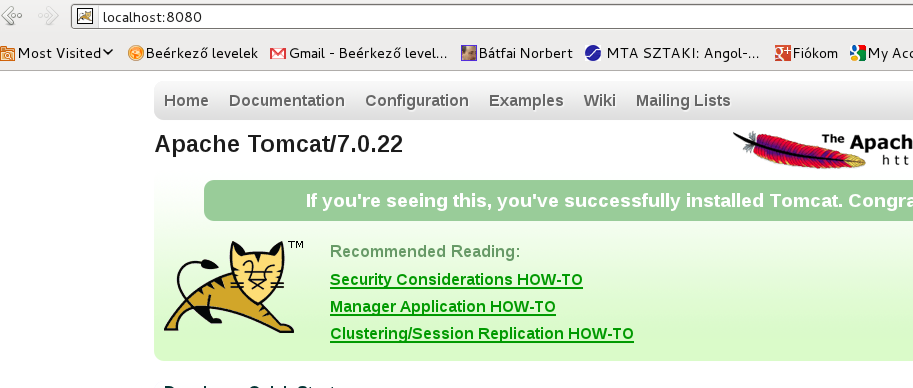 localhost:8080
Most Visited Beérkező levelek Gmail - Beérkező level... Bátfai Norbert MTA SZTAKI: Angol-... Fiókom My Acc
Home Documentation Configuration Examples Wiki Mailing Lists
Apache Tomcat/7.0.22
The Apach
htt
If you're seeing this, you've successfully installed Tomcat. Congra
TM
Recommended Reading:
Security Considerations HOW-TO
Manager Application HOW-TO
Clustering/Session Replication HOW-TO